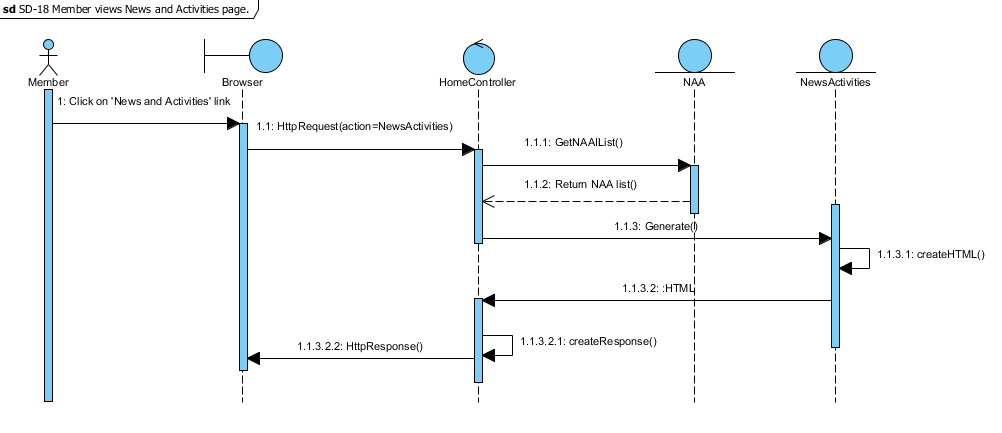 sd SD-18 Member views News and Activities page.
Member
Browser
HomeController
NAA
NewsActivities
1: Click on 'News and Activities' link
1.1: HttpRequest(action=NewsActivities)
1.1.1: GetNAAlList()
1.1.2: Return NAA list()
1.1.3: Generate()
1.1.3.1: createHTML()
1.1.3.2: :HTML
1.1.3.2.1: createResponse()
1.1.3.2.2: HttpResponse()